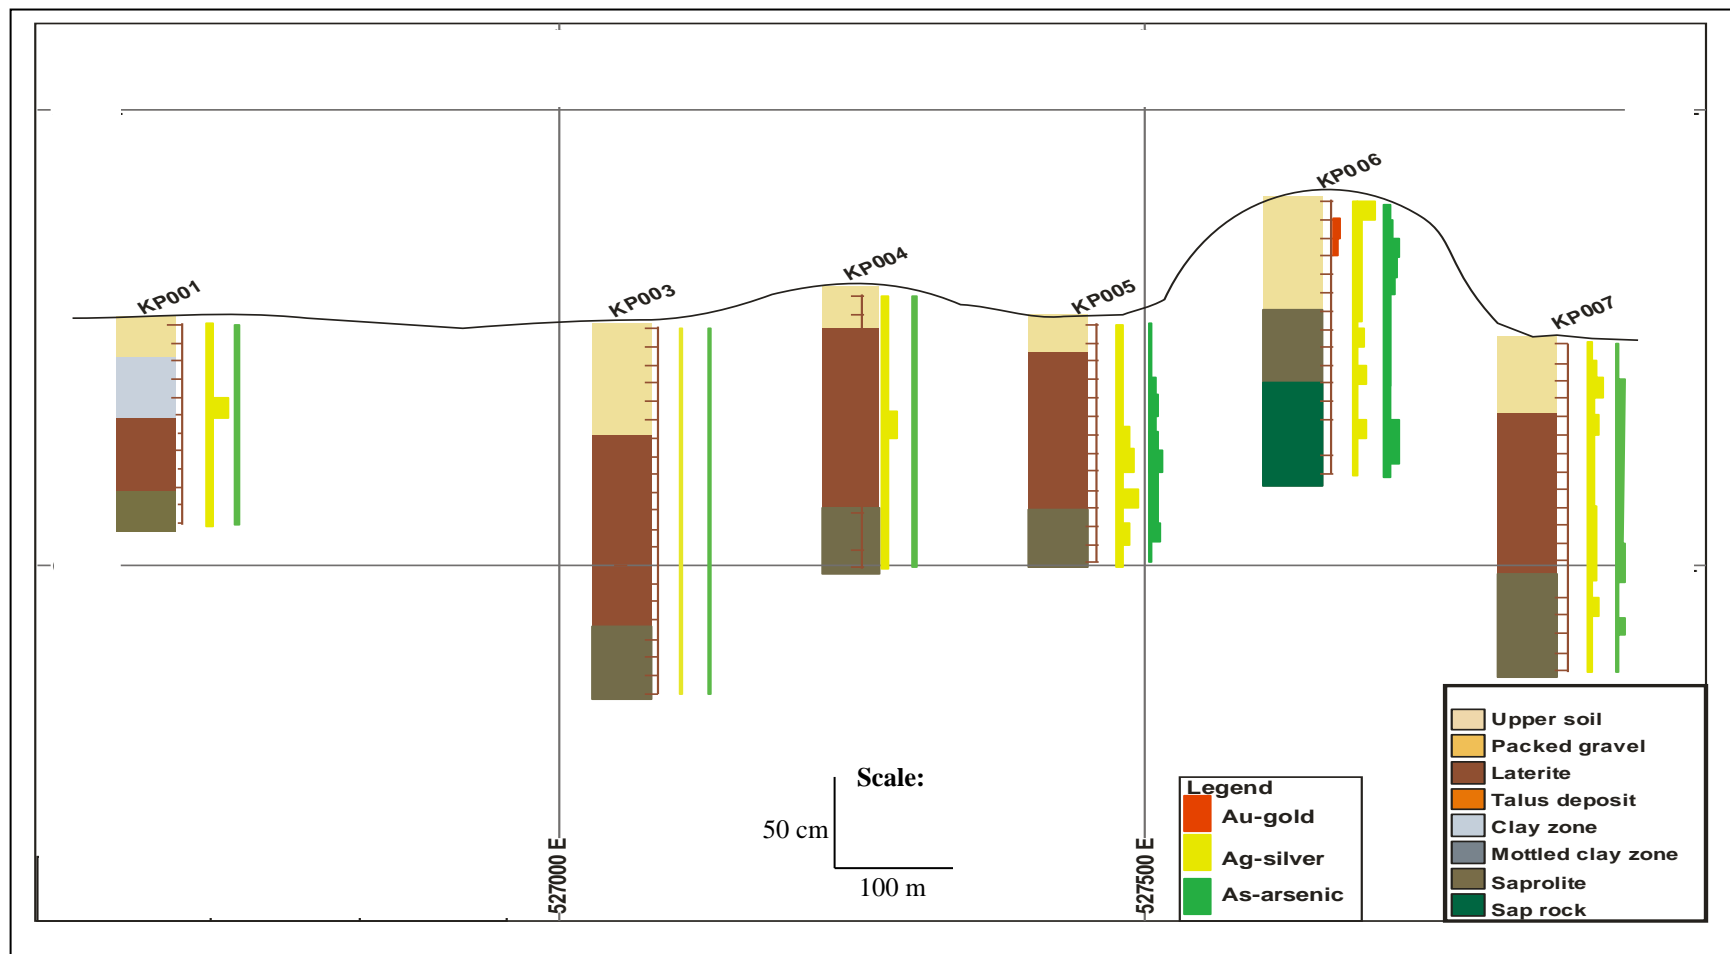 KP001
KP003
KP004
KP005
KP006
KP007
527000 E
527500 E
Scale:
50 cm
100 m
Legend
Au-gold
Ag-silver
As-arsenic
Upper soil
Packed gravel
Laterite
Talus deposit
Clay zone
Mottled clay zone
Saprolite
Sap rock